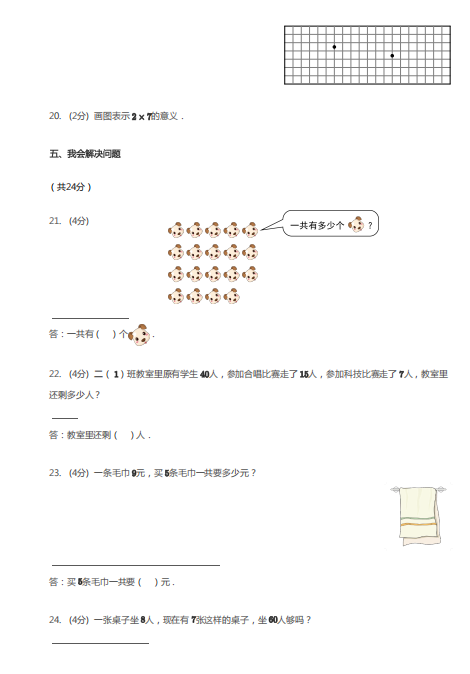 20. (2分) 画图表示 2 × 7的意义．
五、我会解决问题
（共24分）
21. (4分)
一共有多少个 ？
答：一共有（ ）个 ．
22. (4分) 二（ 1）班教室里原有学生 40人，参加合唱比赛走了 15人，参加科技比赛走了 7人，教室里
还剩多少人？
答：教室里还剩（ ）人．
23. (4分) 一条毛巾 9元，买 5条毛巾一共要多少元？
答：买 5条毛巾一共要（ ）元．
24. (4分) 一张桌子坐 8人，现在有 7张这样的桌子，坐 60人够吗？